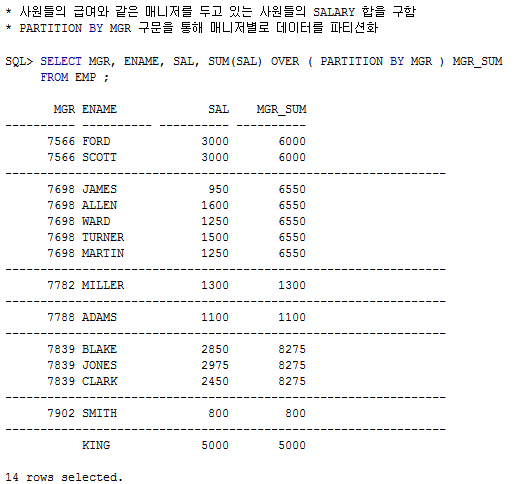 * 사원들의 급여와 같은 매니저를 두고 있는 사원들의 SALARY 합을 구함
* PARTITION BY MGR 구문을 통해 매니저별로 데이터를 파티션화
SQL> SELECT MGR, ENAME, SAL, SUM(SAL) OVER ( PARTITION BY MGR ) MGR_SUM
FROM EMP ;
MGR ENAME SAL MGR_SUM
---------- ---------- ---------- ----------
7566 FORD 3000 6000
7566 SCOTT 3000 6000
------------------------------------------------------------------
7698 JAMES 950 6550
7698 ALLEN 1600 6550
7698 WARD 1250 6550
7698 TURNER 1500 6550
7698 MARTIN 1250 6550
------------------------------------------------------------------
7782 MILLER 1300 1300
------------------------------------------------------------------
7788 ADAMS 1100 1100
------------------------------------------------------------------
7839 BLAKE 2850 8275
7839 JONES 2975 8275
7839 CLARK 2450 8275
------------------------------------------------------------------
7902 SMITH 800 800
------------------------------------------------------------------
KING 5000 5000
14 rows selected.